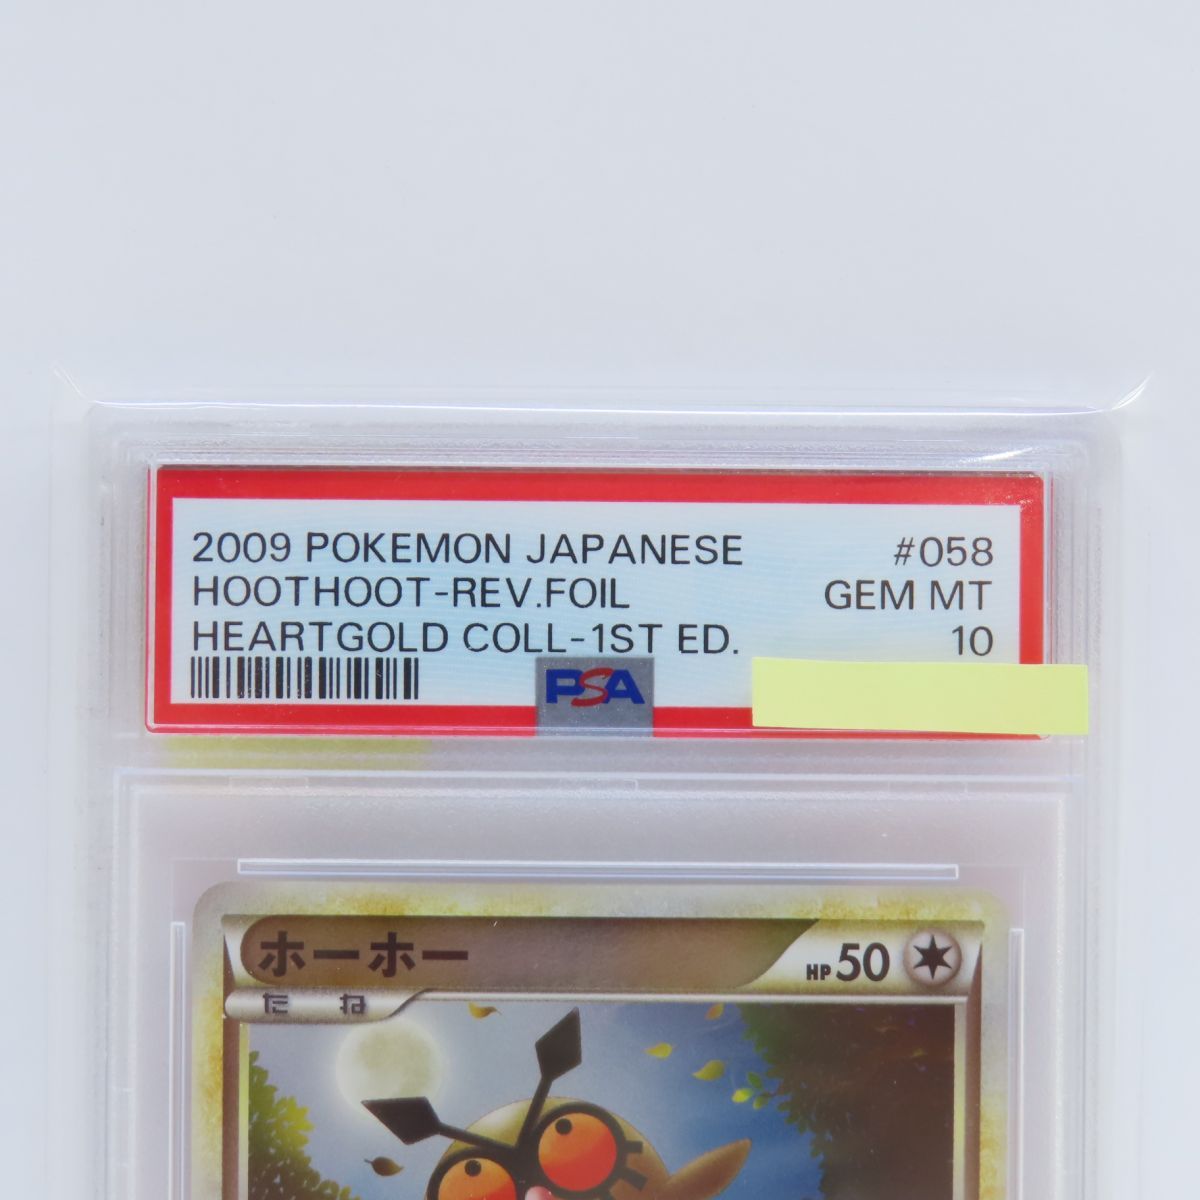 2009 POKEMON JAPANESE #058
HOOTHOOT-REV.FOIL GEM MT
HEARTGOLD COLL-1ST ED. 10
PSA
ホーホー HP50
たね